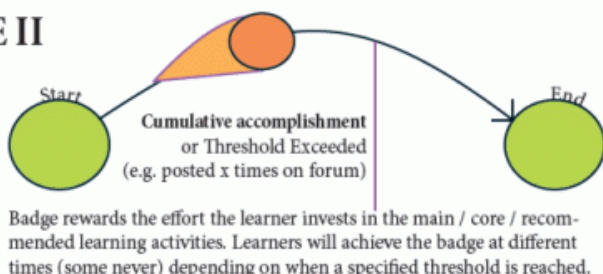 E II
Start
End
Cumulative accomplishment
or Threshold Exceeded
(e.g. posted x times on forum)
Badge rewards the effort the learner invests in the main / core / recom-
mended learning activities. Learners will achieve the badge at different
times (some never) depending on when a specified threshold is reached.